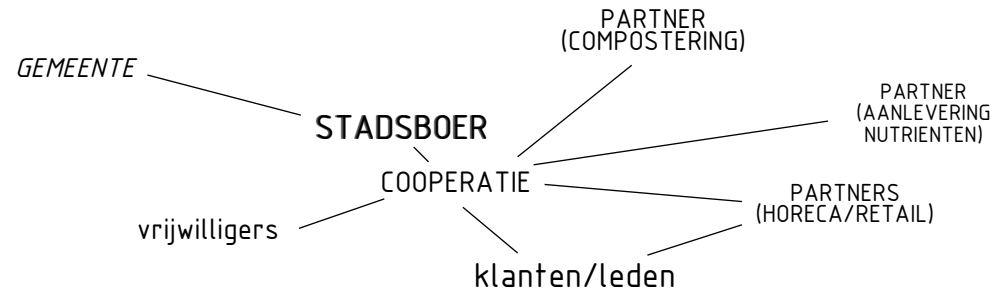 PARTNER
(COMPOSTERING)
GEMEENTE
PARTNER
(AANLEVERING
NUTRIENTEN)
STADSBOER
COOPERATIE
PARTNERS
(HORECA/RETAIL)
vrijwilligers
klanten/leden